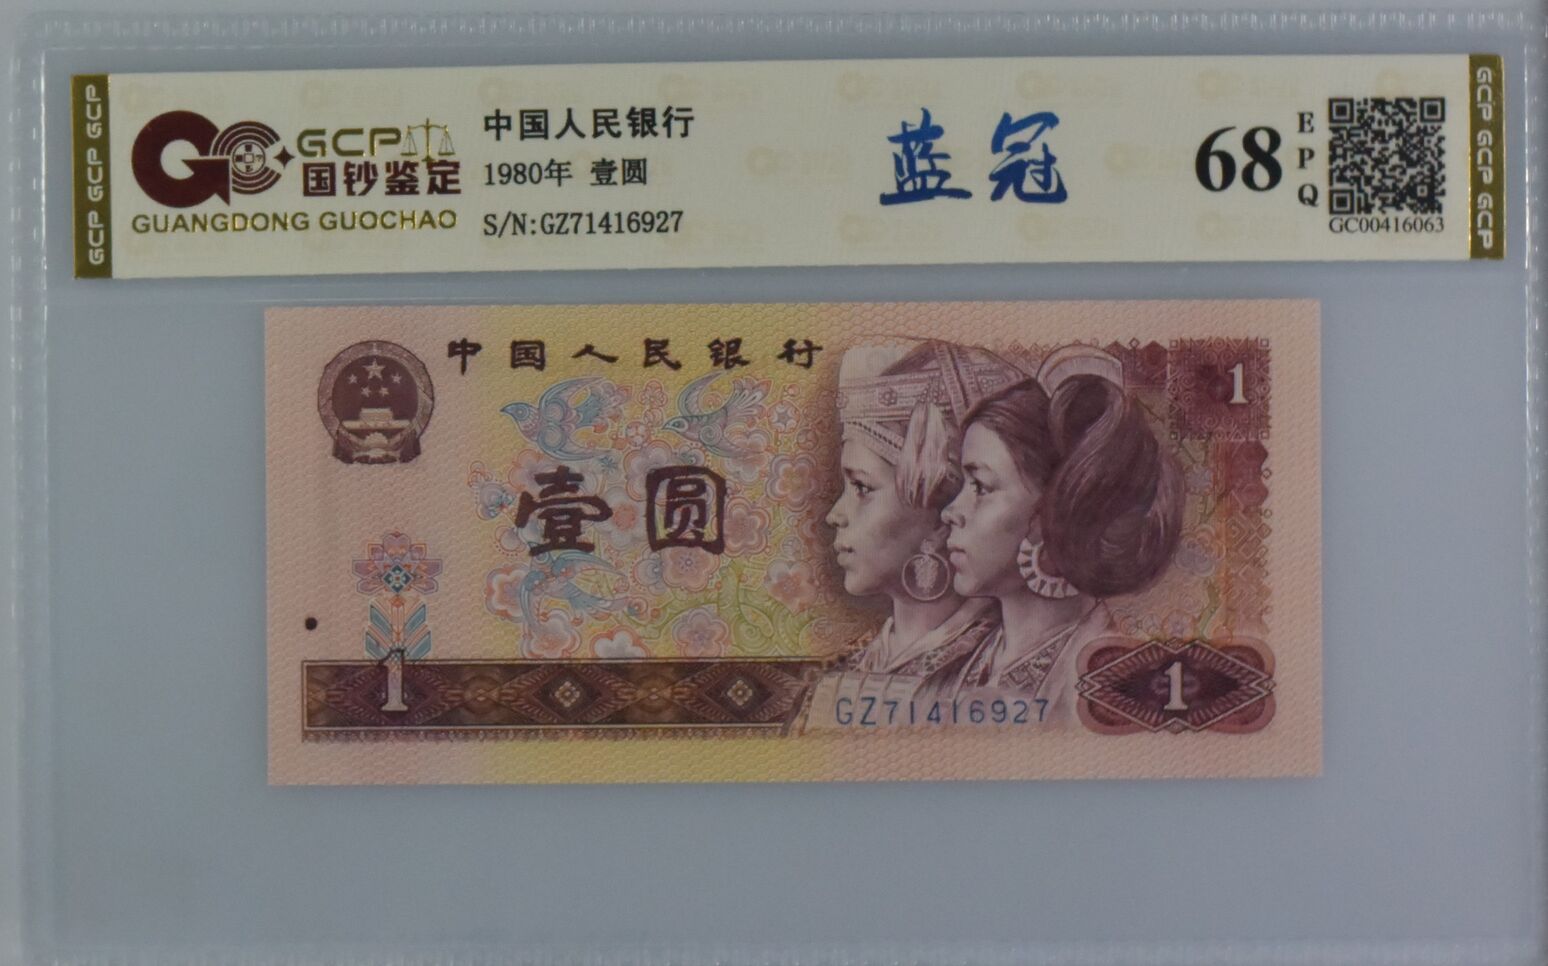 GCP GCP GCP
GCP
国钞鉴定
GUANGDONG GUOCHAO
中国人民银行
1980年 壹圆
S/N:GZ71416927
蓝冠
68
EPQ
GC00416063
GCP GCP GCP
中国人民银行
1
壹圆
1
GZ71416927
1